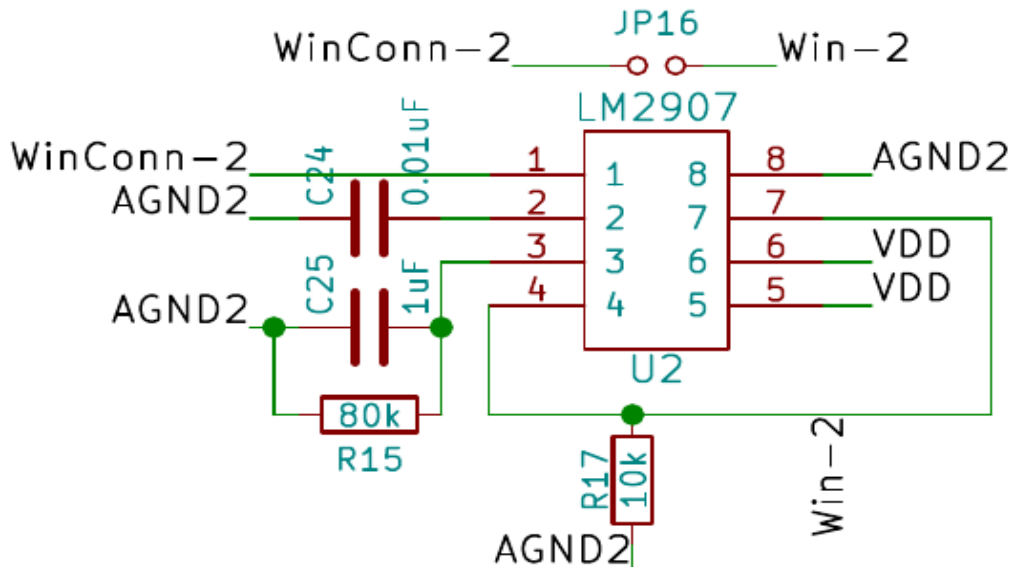 JP16
WinConn-2
Win-2
LM2907
WinConn-2
C24
0.01uF
1
1
8
8
AGND2
AGND2
2
2
7
7
C25
1uF
3
3
6
6
VDD
AGND2
4
4
5
5
VDD
U2
80k
R15
R17
10k
Win-2
AGND2